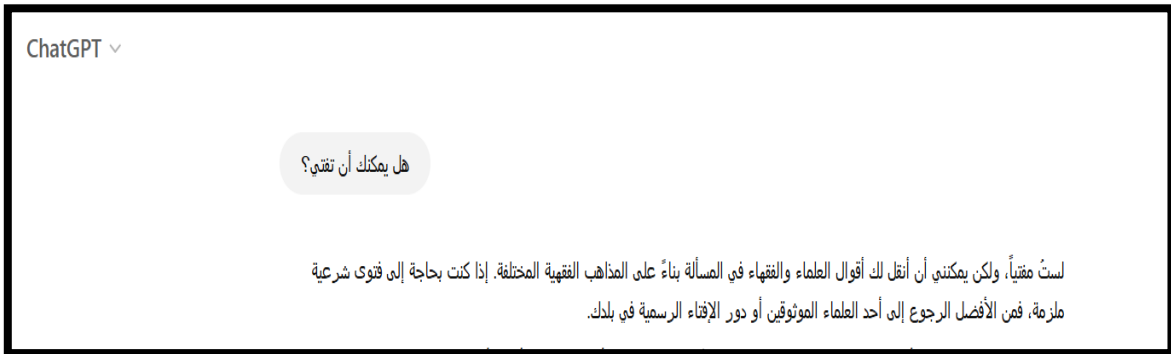 ChatGPT
هل يمكنك أن تفتي؟
لستُ مفتياً، ولكن يمكنني أن أنقل لك أقوال العلماء والفقهاء في المسألة بناءً على المذاهب الفقهية المختلفة. إذا كنت بحاجة إلى فتوى شرعية
ملزمة، فمن الأفضل الرجوع إلى أحد العلماء الموثوقين أو دور الإفتاء الرسمية في بلدك.